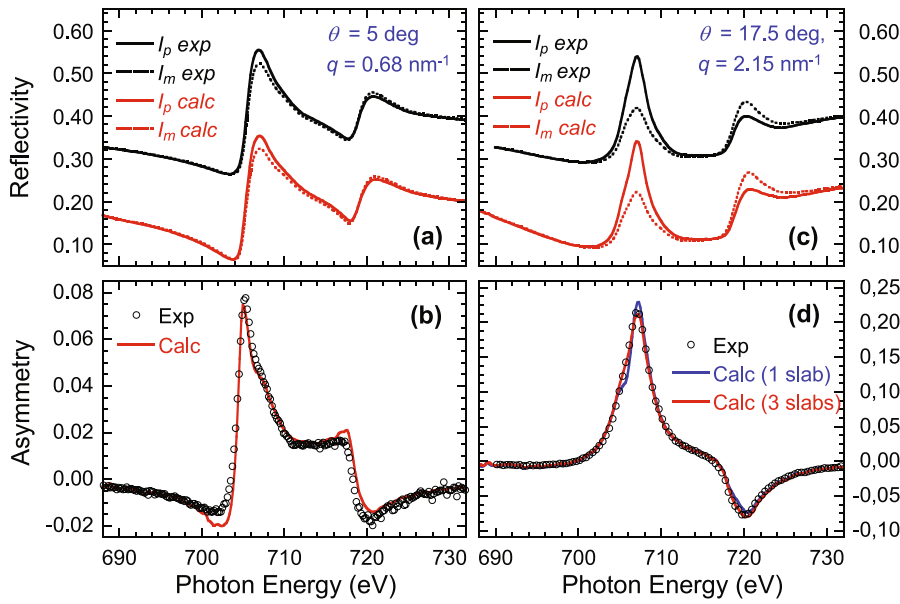 0.60
0.50
0.40
0.30
0.20
0.10
Reflectivity
I_p exp
I_m exp
I_p calc
I_m calc
θ = 5 deg
q = 0.68 nm⁻¹
(a)
I_p exp
I_m exp
I_p calc
I_m calc
θ = 17.5 deg,
q = 2.15 nm⁻¹
(c)
0.60
0.50
0.40
0.30
0.20
0.10
0.08
0.06
0.04
0.02
0.00
-0.02
Asymmetry
Exp
Calc
(b)
690 700 710 720 730
Photon Energy (eV)
(d)
Exp
Calc (1 slab)
Calc (3 slabs)
0,25
0,20
0,15
0,10
0,05
0,00
-0,05
-0,10
690 700 710 720 730
Photon Energy (eV)